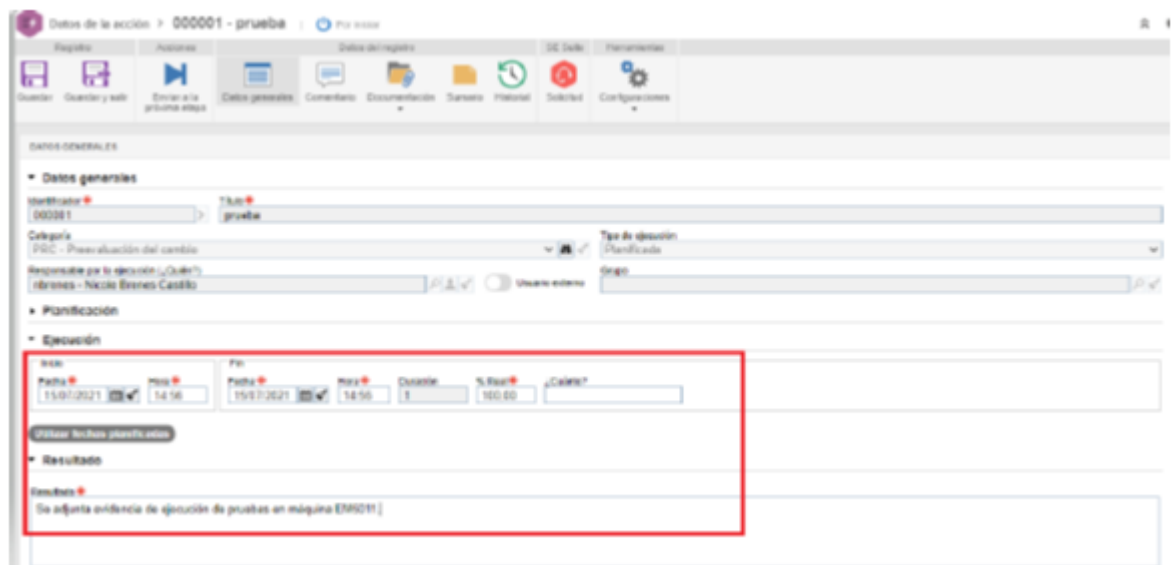 Datos de la acción > 000001 - prueba | Por iniciar
Registro Acciones Datos del registro SE Suite Herramientas
Guardar Guardar y salir Enviar a la próxima etapa Datos generales Comentario Documentación Sumario Historial Solicitud Configuraciones
DATOS GENERALES
Datos generales
Identificador Título
000001 prueba
Categoría Tipo de ejecución
PRC - Preevaluación del cambio Planificada
Responsable por la ejecución (¿Quién?) Grupo
nbrenes - Nicole Brenes Castillo Usuario externo
Planificación
Ejecución
Inicio Fin
Fecha Hora Fecha Hora Duración % Real ¿Cuánto?
15/07/2021 14:56 15/07/2021 14:56 1 100.00
Utilizar fechas planificadas
Resultado
Resultado
Se adjunta evidencia de ejecución de pruebas en máquina